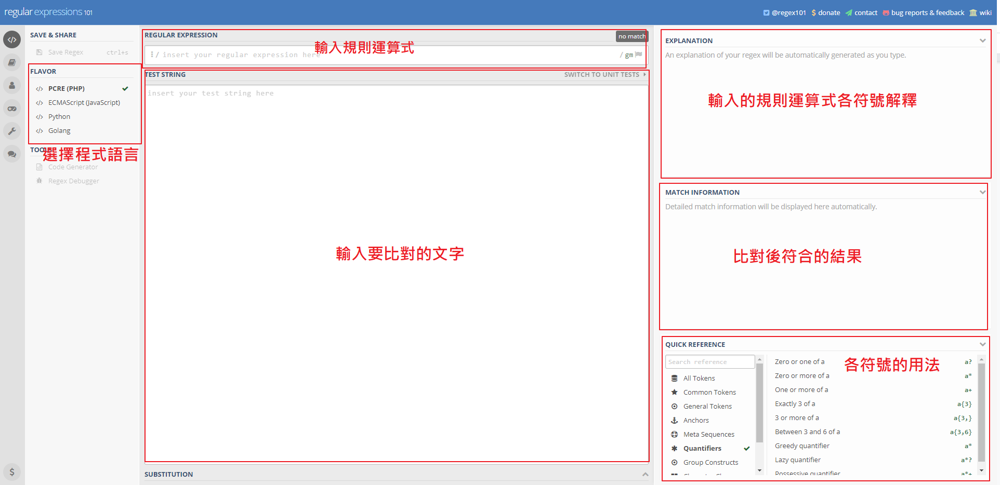 regular expressions 101
@regex101 donate contact bug reports & feedback wiki
SAVE & SHARE
Save Regex ctrl+s
FLAVOR
PCRE (PHP)
ECMAScript (JavaScript)
Python
Golang
選擇程式語言
Code Generator
Regex Debugger
REGULAR EXPRESSION
no match
輸入規則運算式
/ insert your regular expression here / gm
TEST STRING
SWITCH TO UNIT TESTS
insert your test string here
輸入要比對的文字
SUBSTITUTION
EXPLANATION
An explanation of your regex will be automatically generated as you type.
輸入的規則運算式各符號解釋
MATCH INFORMATION
Detailed match information will be displayed here automatically.
比對後符合的結果
QUICK REFERENCE
Search reference
All Tokens
Common Tokens
General Tokens
Anchors
Meta Sequences
Quantifiers
Group Constructs
各符號的用法
Zero or one of a a?
Zero or more of a a*
One or more of a a+
Exactly 3 of a a{3}
3 or more of a a{3,}
Between 3 and 6 of a a{3,6}
Greedy quantifier a*
Lazy quantifier a*?
Possessive quantifier a*+